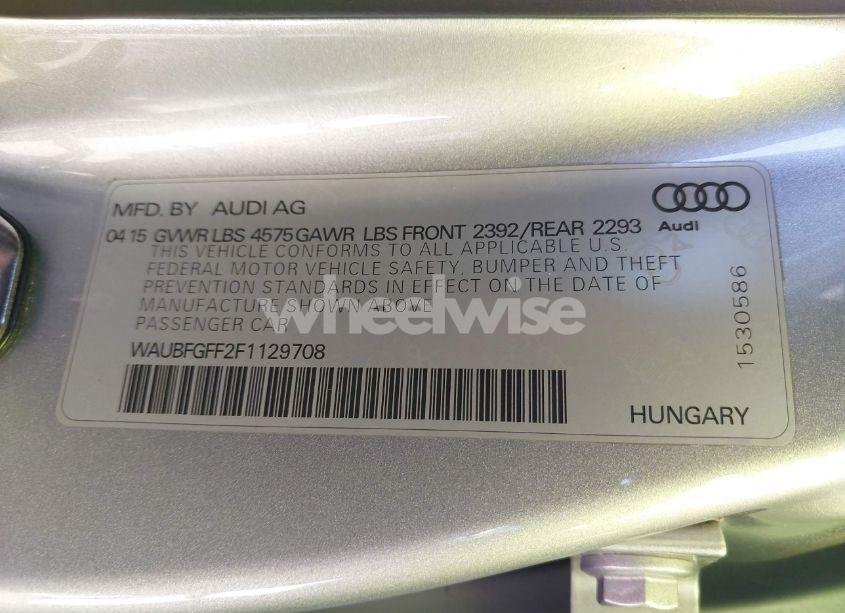 MFD. BY AUDI AG
Audi
04 15 GVWR LBS 4575 GAWR LBS FRONT 2392/REAR 2293
THIS VEHICLE CONFORMS TO ALL APPLICABLE U.S.
FEDERAL MOTOR VEHICLE SAFETY, BUMPER AND THEFT
PREVENTION STANDARDS IN EFFECT ON THE DATE OF
MANUFACTURE SHOWN ABOVE
PASSENGER CAR
wheelwise
WAUBFGFF2F1129708
1530586
HUNGARY